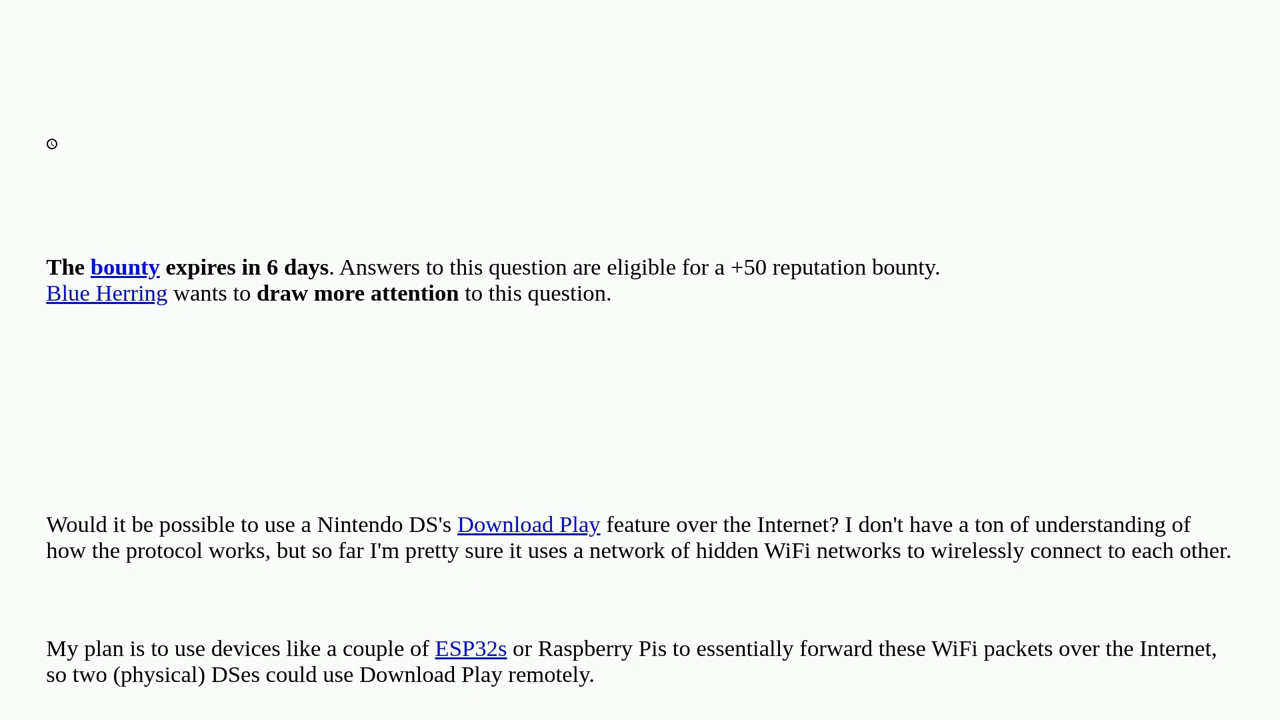 The bounty expires in 6 days. Answers to this question are eligible for a +50 reputation bounty.
Blue Herring wants to draw more attention to this question.
Would it be possible to use a Nintendo DS's Download Play feature over the Internet? I don't have a ton of understanding of
how the protocol works, but so far I'm pretty sure it uses a network of hidden WiFi networks to wirelessly connect to each other.
My plan is to use devices like a couple of ESP32s or Raspberry Pis to essentially forward these WiFi packets over the Internet,
so two (physical) DSes could use Download Play remotely.